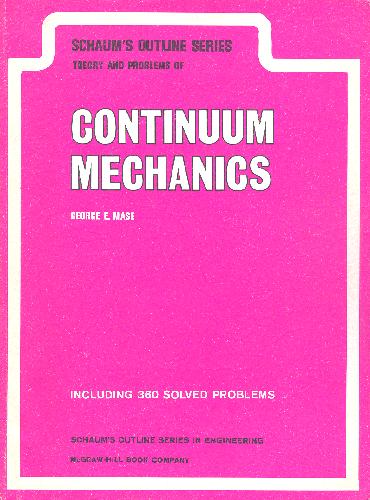 SCHAUM'S OUTLINE SERIES
THEORY AND PROBLEMS OF
CONTINUUM
MECHANICS
GEORGE E. MASE
INCLUDING 360 SOLVED PROBLEMS
SCHAUM'S OUTLINE SERIES IN ENGINEERING
McGRAW-HILL BOOK COMPANY